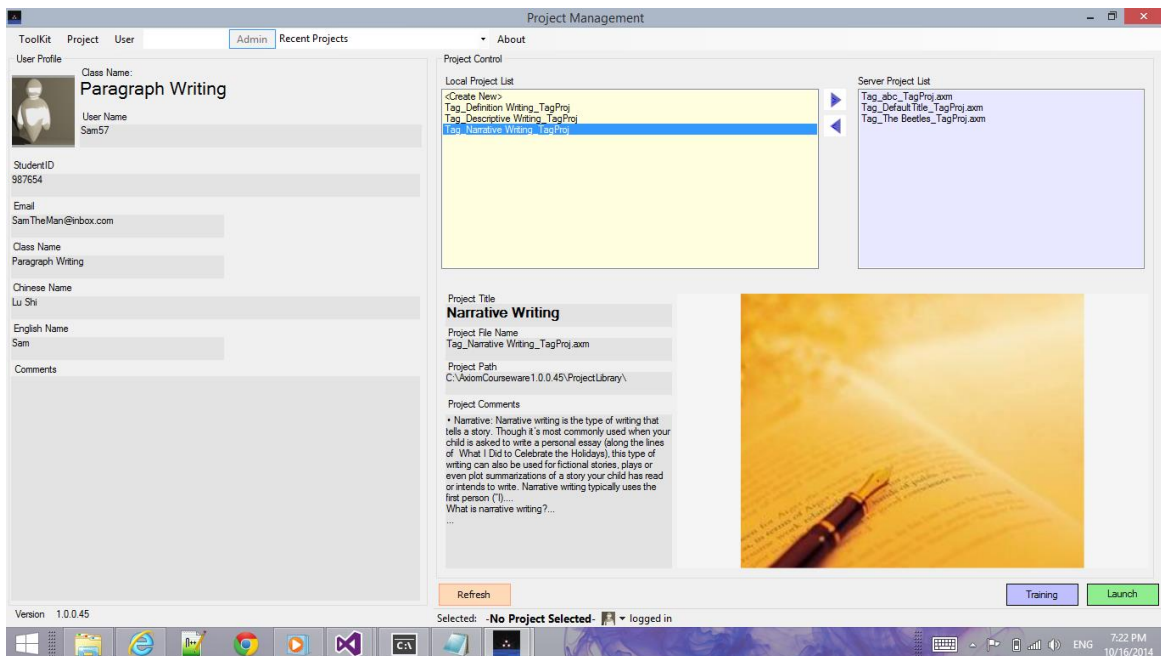 Project Management
ToolKit Project User Admin Recent Projects About
User Profile
Class Name:
Paragraph Writing
User Name
Sam57
StudentID
987654
Email
SamTheMan@inbox.com
Class Name
Paragraph Writing
Chinese Name
Lu Shi
English Name
Sam
Comments
Version 1.0.0.45
Project Control
Local Project List
<Create New>
Tag_Definition Writing_TagProj
Tag_Descriptive Writing_TagProj
Tag_Narrative Writing_TagProj
Server Project List
Tag_abc_TagProj.axm
Tag_DefaultTitle_TagProj.axm
Tag_The Beetles_TagProj.axm
Project Title
Narrative Writing
Project File Name
Tag_Narrative Writing_TagProj.axm
Project Path
C:\AxiomCourseware1.0.0.45\ProjectLibrary\
Project Comments
• Narrative: Narrative writing is the type of writing that
tells a story. Though it´s most commonly used when your
child is asked to write a personal essay (along the lines
of  What I Did to Celebrate the Holidays), this type of
writing can also be used for fictional stories, plays or
even plot summarizations of a story your child has read
or intends to write. Narrative writing typically uses the
first person (˝I)....
What is narrative writing?...
...
Refresh
Training
Launch
Selected: -No Project Selected- logged in
C:\
ENG
7:22 PM
10/16/2014